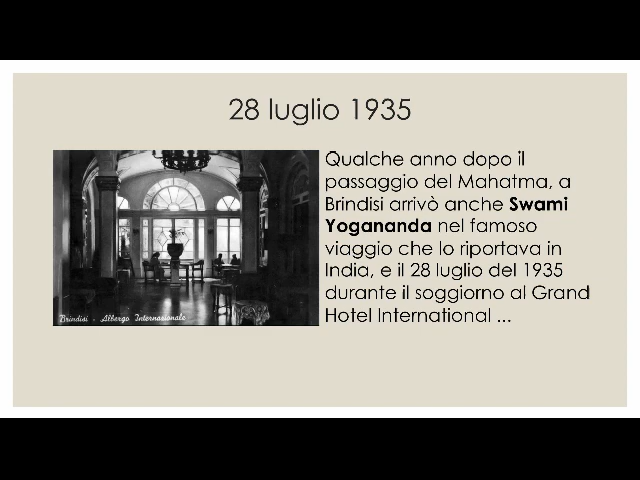 28 luglio 1935
Qualche anno dopo il
passaggio del Mahatma, a
Brindisi arrivò anche Swami
Yogananda nel famoso
viaggio che lo riportava in
India, e il 28 luglio del 1935
durante il soggiorno al Grand
Hotel International ...
Brindisi - Albergo Internazionale